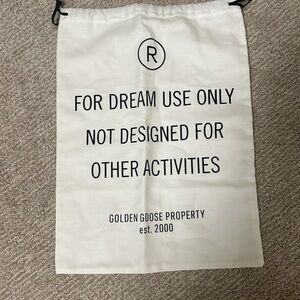 R
FOR DREAM USE ONLY
NOT DESIGNED FOR
OTHER ACTIVITIES
GOLDEN GOOSE PROPERTY
est. 2000